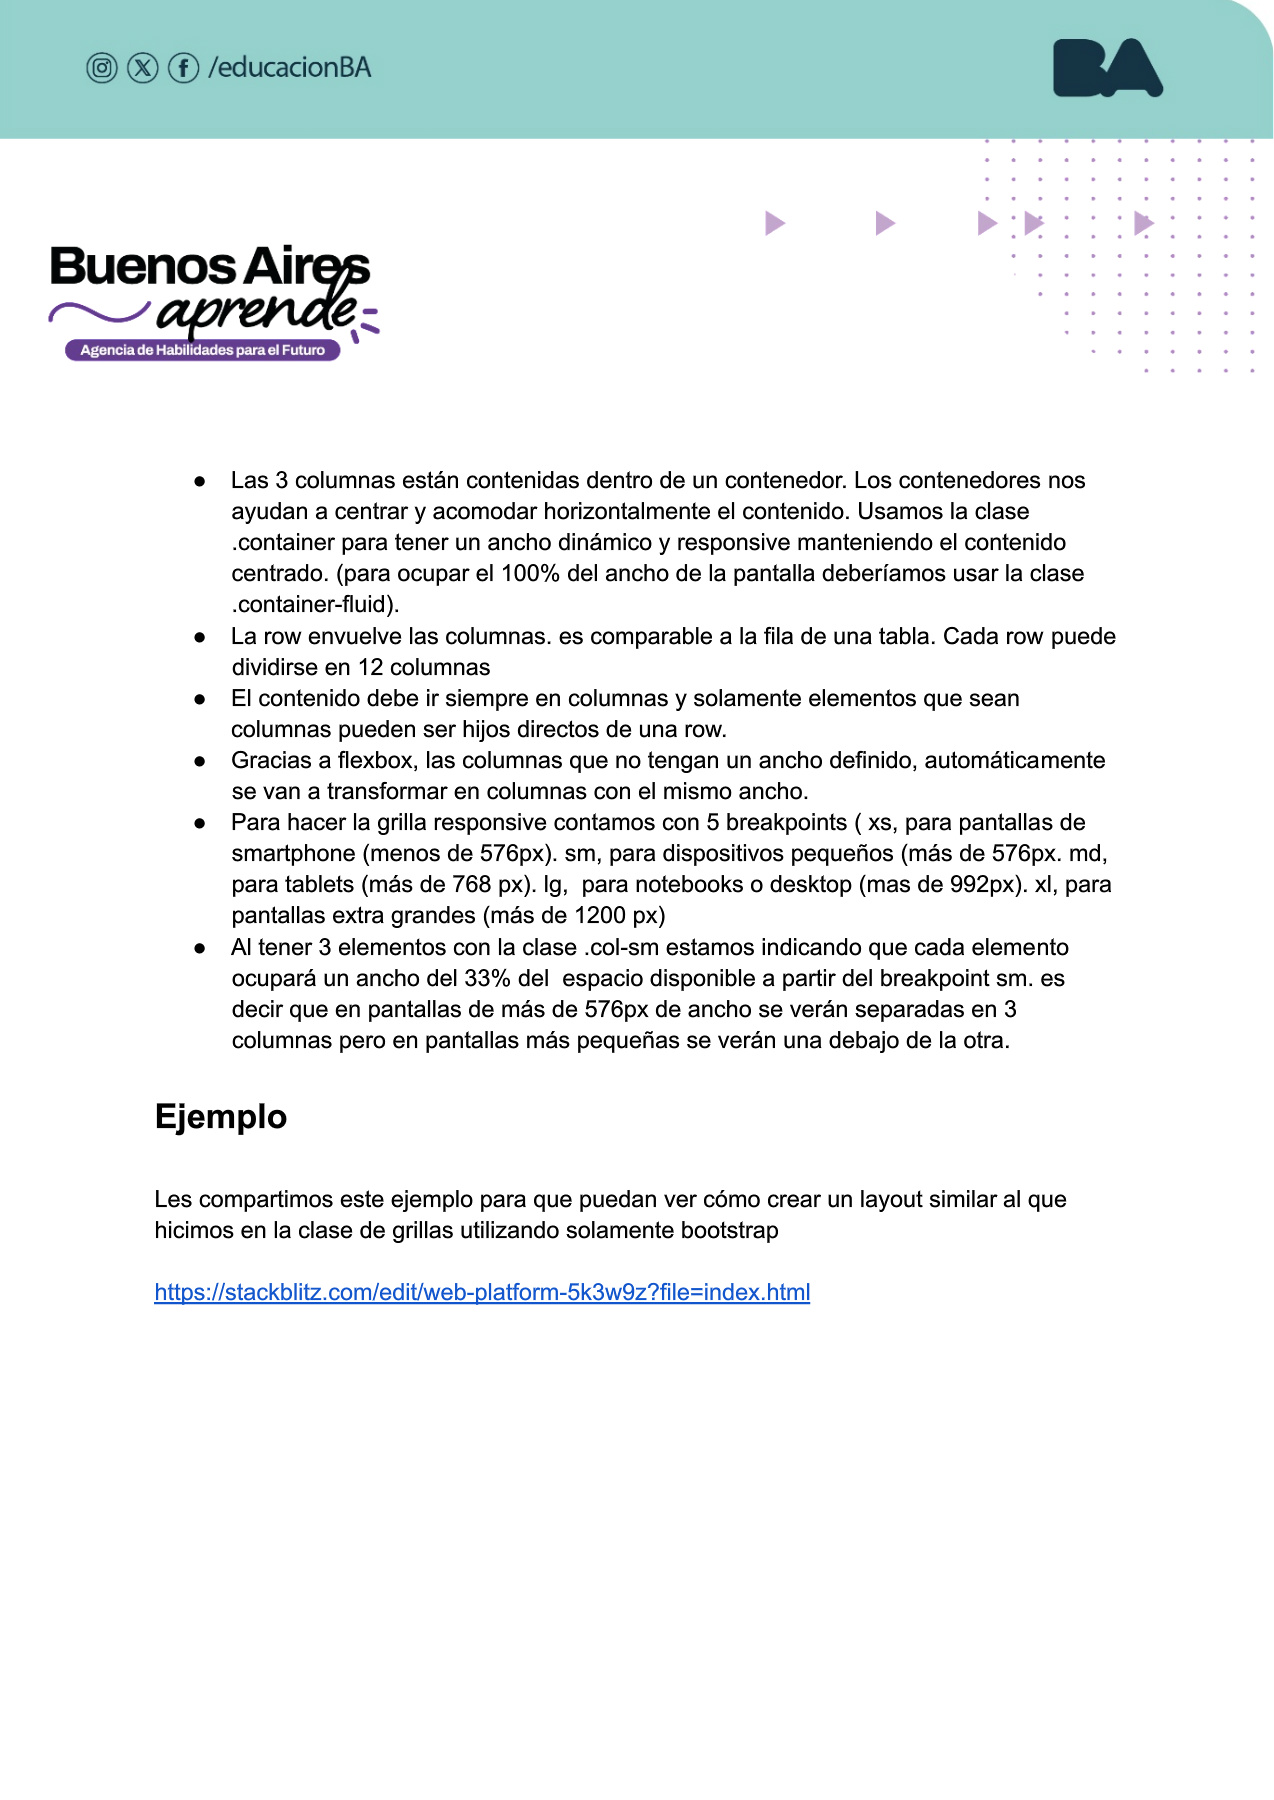 /educacionBA
BA
Buenos Aires
aprende
Agencia de Habilidades para el Futuro
● Las 3 columnas están contenidas dentro de un contenedor. Los contenedores nos
ayudan a centrar y acomodar horizontalmente el contenido. Usamos la clase
.container para tener un ancho dinámico y responsive manteniendo el contenido
centrado. (para ocupar el 100% del ancho de la pantalla deberíamos usar la clase
.container-fluid).
● La row envuelve las columnas. es comparable a la fila de una tabla. Cada row puede
dividirse en 12 columnas
● El contenido debe ir siempre en columnas y solamente elementos que sean
columnas pueden ser hijos directos de una row.
● Gracias a flexbox, las columnas que no tengan un ancho definido, automáticamente
se van a transformar en columnas con el mismo ancho.
● Para hacer la grilla responsive contamos con 5 breakpoints ( xs, para pantallas de
smartphone (menos de 576px). sm, para dispositivos pequeños (más de 576px. md,
para tablets (más de 768 px). lg,  para notebooks o desktop (mas de 992px). xl, para
pantallas extra grandes (más de 1200 px)
● Al tener 3 elementos con la clase .col-sm estamos indicando que cada elemento
ocupará un ancho del 33% del  espacio disponible a partir del breakpoint sm. es
decir que en pantallas de más de 576px de ancho se verán separadas en 3
columnas pero en pantallas más pequeñas se verán una debajo de la otra.
Ejemplo
Les compartimos este ejemplo para que puedan ver cómo crear un layout similar al que
hicimos en la clase de grillas utilizando solamente bootstrap
https://stackblitz.com/edit/web-platform-5k3w9z?file=index.html